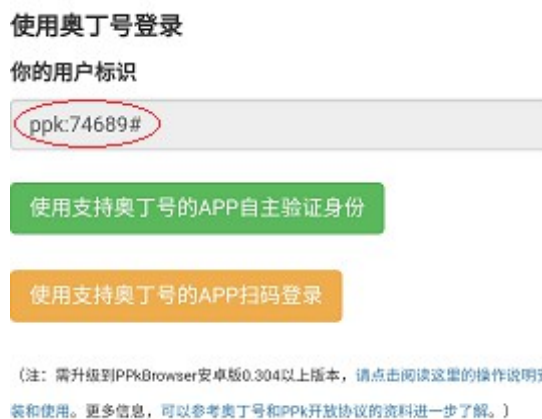 使用奥丁号登录
你的用户标识
ppk:74689#
使用支持奥丁号的APP自主验证身份
使用支持奥丁号的APP扫码登录
（注：需升级到PPkBrowser安卓版0.304以上版本，请点击阅读这里的操作说明安
装和使用。更多信息，可以参考奥丁号和PPk开放协议的资料进一步了解。）